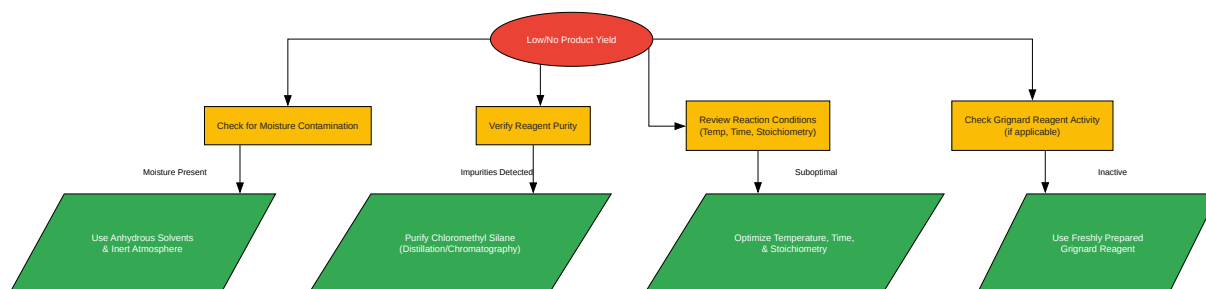 Low/No Product Yield
Check for Moisture Contamination
Verify Reagent Purity
Review Reaction Conditions
(Temp, Time, Stoichiometry)
Check Grignard Reagent Activity
(if applicable)
Moisture Present
Impurities Detected
Suboptimal
Inactive
Use Anhydrous Solvents
& Inert Atmosphere
Purify Chloromethyl Silane
(Distillation/Chromatography)
Optimize Temperature, Time,
& Stoichiometry
Use Freshly Prepared
Grignard Reagent